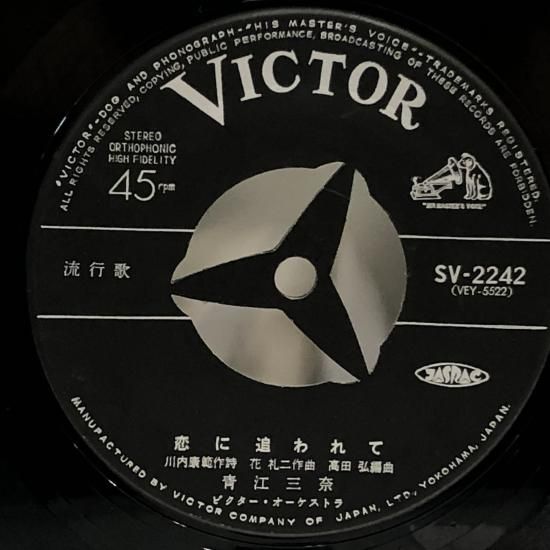 "VICTOR"-DOG AND PHONOGRAPH-"HIS MASTER'S VOICE"-TRADEMARKS REGISTERED.
ALL RIGHTS RESERVED, COPYING, PUBLIC PERFORMANCE, BROADCASTING OF THESE RECORDS ARE FORBIDDEN.
VICTOR
STEREO
ORTHOPHONIC
HIGH FIDELITY
45rpm
"HIS MASTER'S VOICE"
流行歌
SV-2242
(VEY-5522)
JASRAC
恋に追われて
川内康範作詩 花 礼二作曲 高田 弘編曲
青江三奈
ビクター・オーケストラ
MANUFACTURED BY VICTOR COMPANY OF JAPAN, LTD., YOKOHAMA, JAPAN.